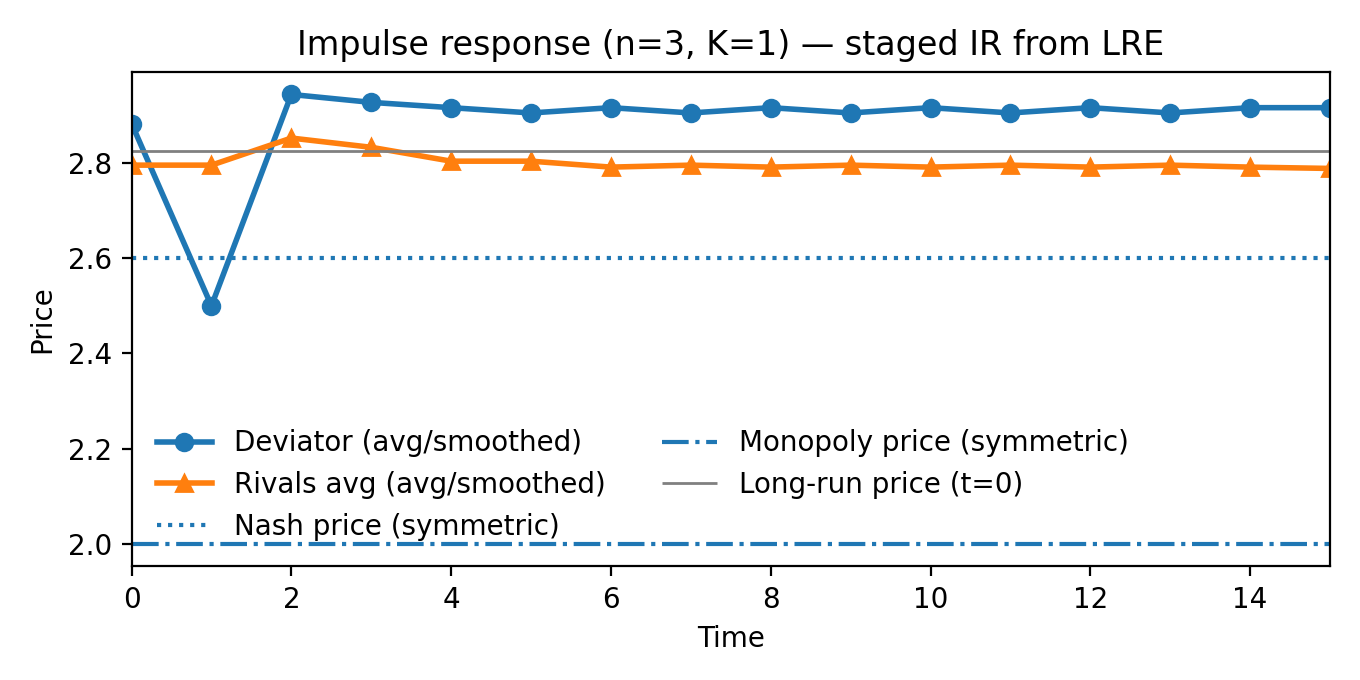 Impulse response (n=3, K=1) — staged IR from LRE
Price
2.8
2.6
2.4
2.2
2.0
Deviator (avg/smoothed)
Rivals avg (avg/smoothed)
Nash price (symmetric)
Monopoly price (symmetric)
Long-run price (t=0)
0 2 4 6 8 10 12 14
Time